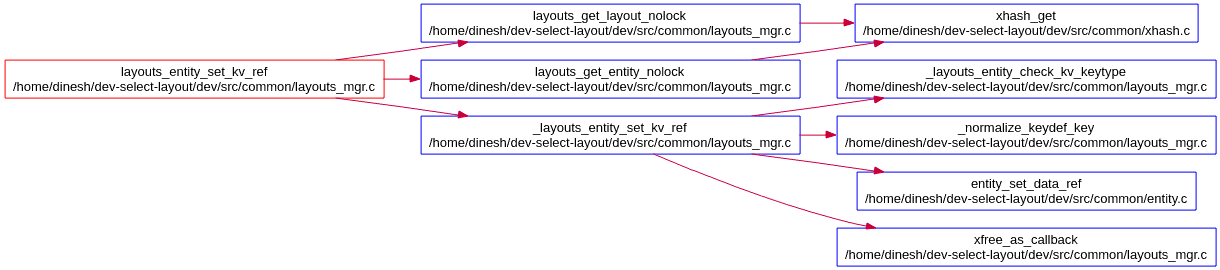 layouts_entity_set_kv_ref
/home/dinesh/dev-select-layout/dev/src/common/layouts_mgr.c
layouts_get_layout_nolock
/home/dinesh/dev-select-layout/dev/src/common/layouts_mgr.c
layouts_get_entity_nolock
/home/dinesh/dev-select-layout/dev/src/common/layouts_mgr.c
_layouts_entity_set_kv_ref
/home/dinesh/dev-select-layout/dev/src/common/layouts_mgr.c
xhash_get
/home/dinesh/dev-select-layout/dev/src/common/xhash.c
_layouts_entity_check_kv_keytype
/home/dinesh/dev-select-layout/dev/src/common/layouts_mgr.c
_normalize_keydef_key
/home/dinesh/dev-select-layout/dev/src/common/layouts_mgr.c
entity_set_data_ref
/home/dinesh/dev-select-layout/dev/src/common/entity.c
xfree_as_callback
/home/dinesh/dev-select-layout/dev/src/common/layouts_mgr.c